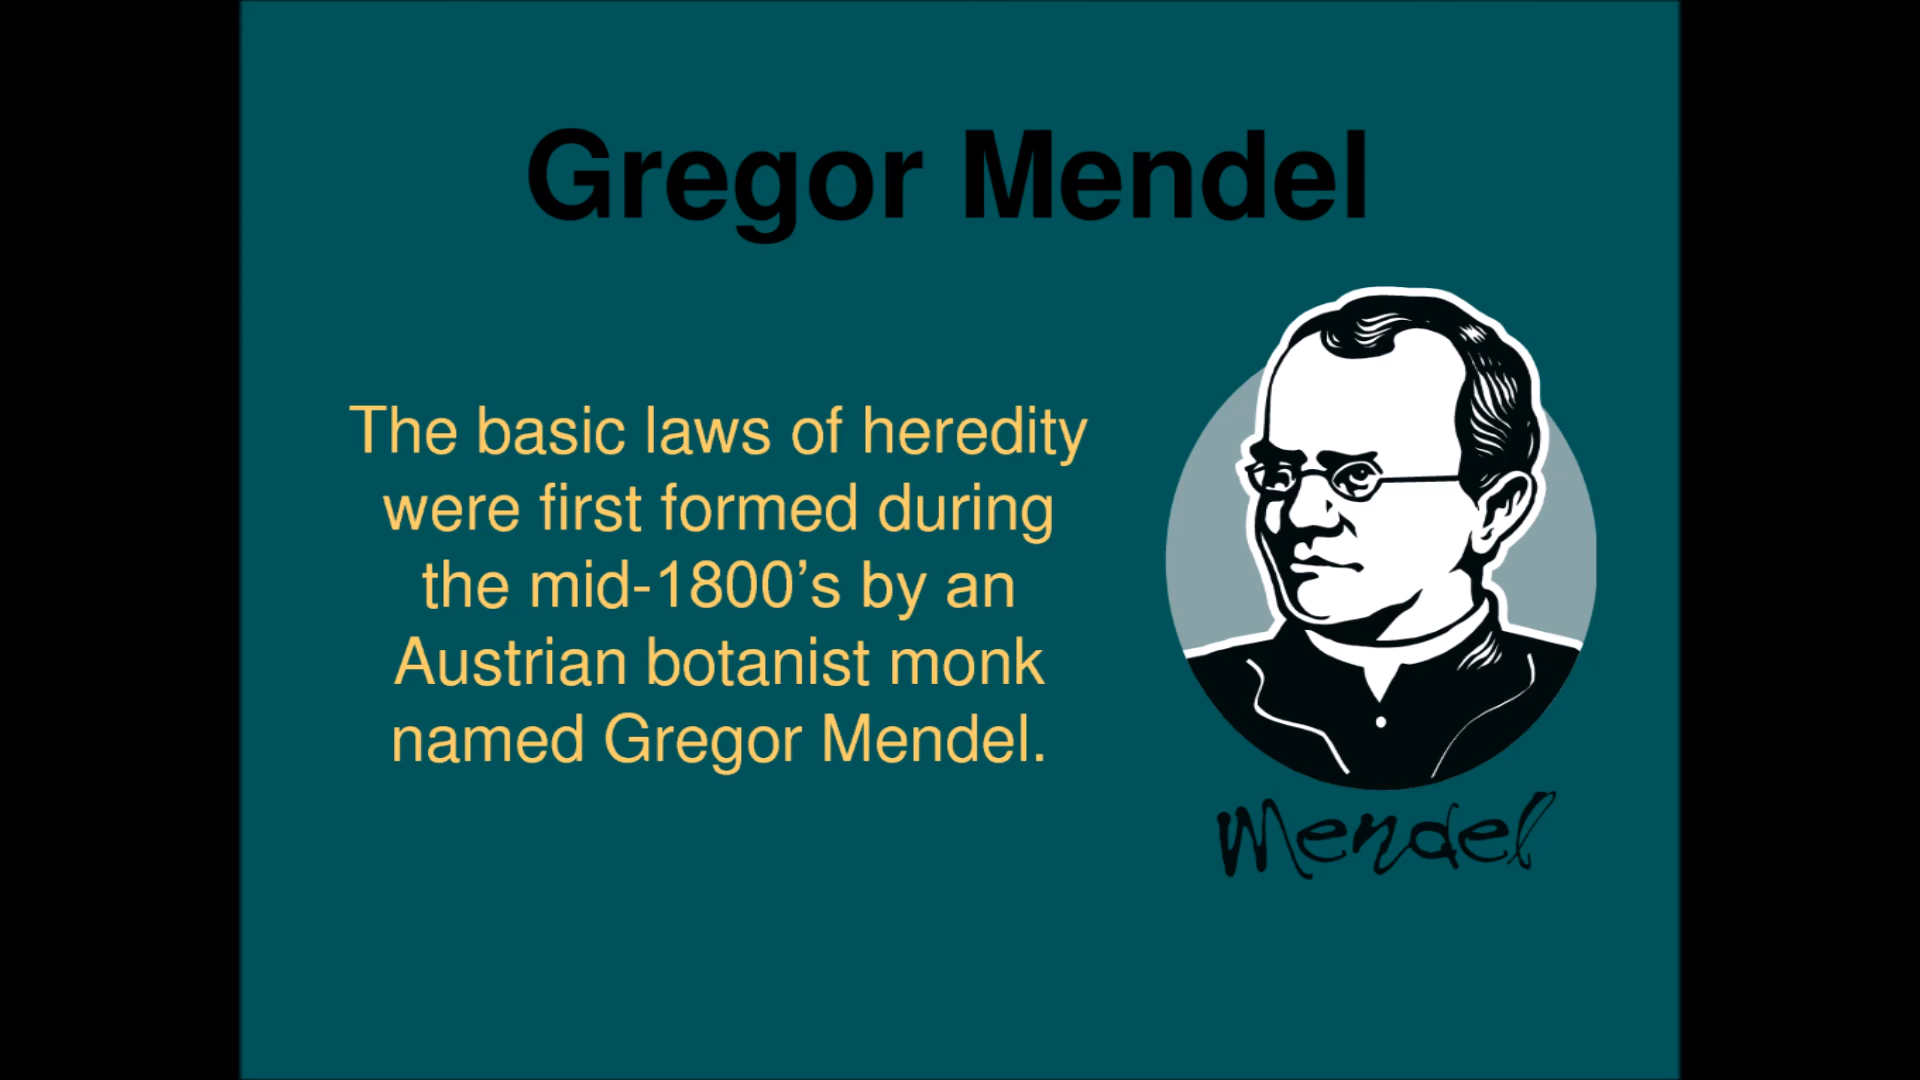 Gregor Mendel
The basic laws of heredity
were first formed during
the mid-1800’s by an
Austrian botanist monk
named Gregor Mendel.
Mendel